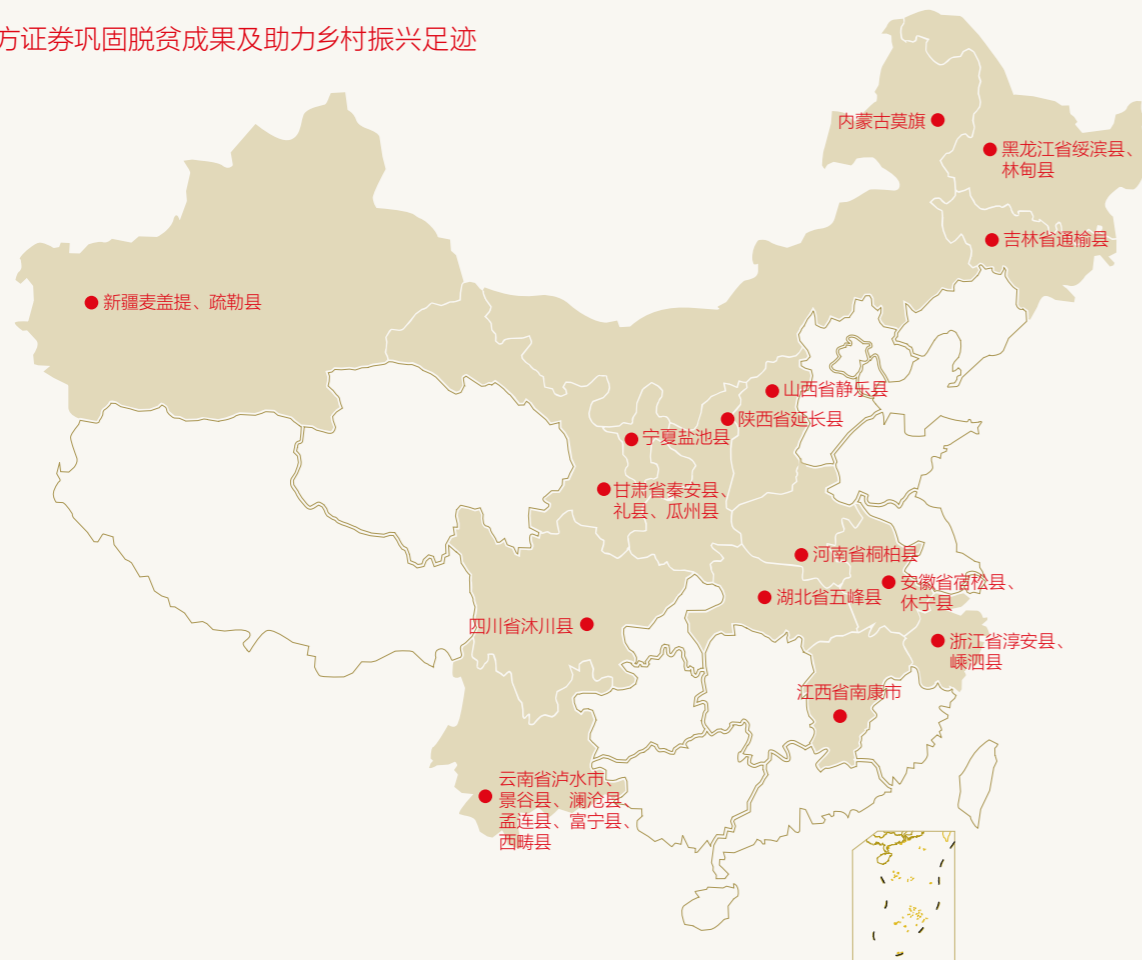 方证券巩固脱贫成果及助力乡村振兴足迹
内蒙古莫旗
黑龙江省绥滨县、
林甸县
吉林省通榆县
新疆麦盖提、疏勒县
山西省静乐县
陕西省延长县
宁夏盐池县
甘肃省秦安县、
礼县、瓜州县
河南省桐柏县
安徽省宿松县、
休宁县
湖北省五峰县
四川省沐川县
浙江省淳安县、
嵊泗县
江西省南康市
云南省泸水市、
景谷县、澜沧县、
孟连县、富宁县、
西畴县